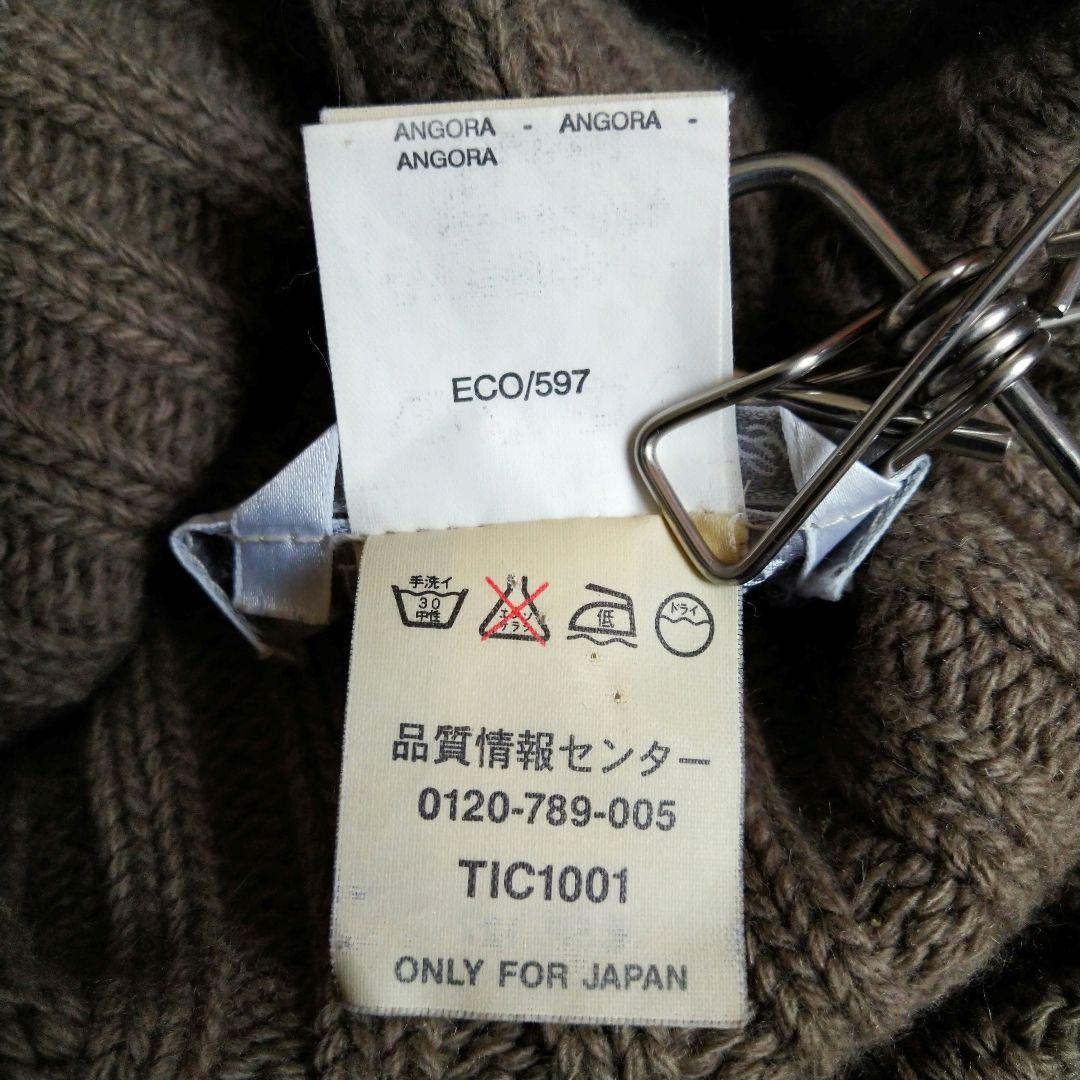 ANGORA - ANGORA -
ANGORA
ECO/597
手洗イ
30
中性
エンソ
サラシ
低
ドライ
品質情報センター
0120-789-005
TIC1001
ONLY FOR JAPAN